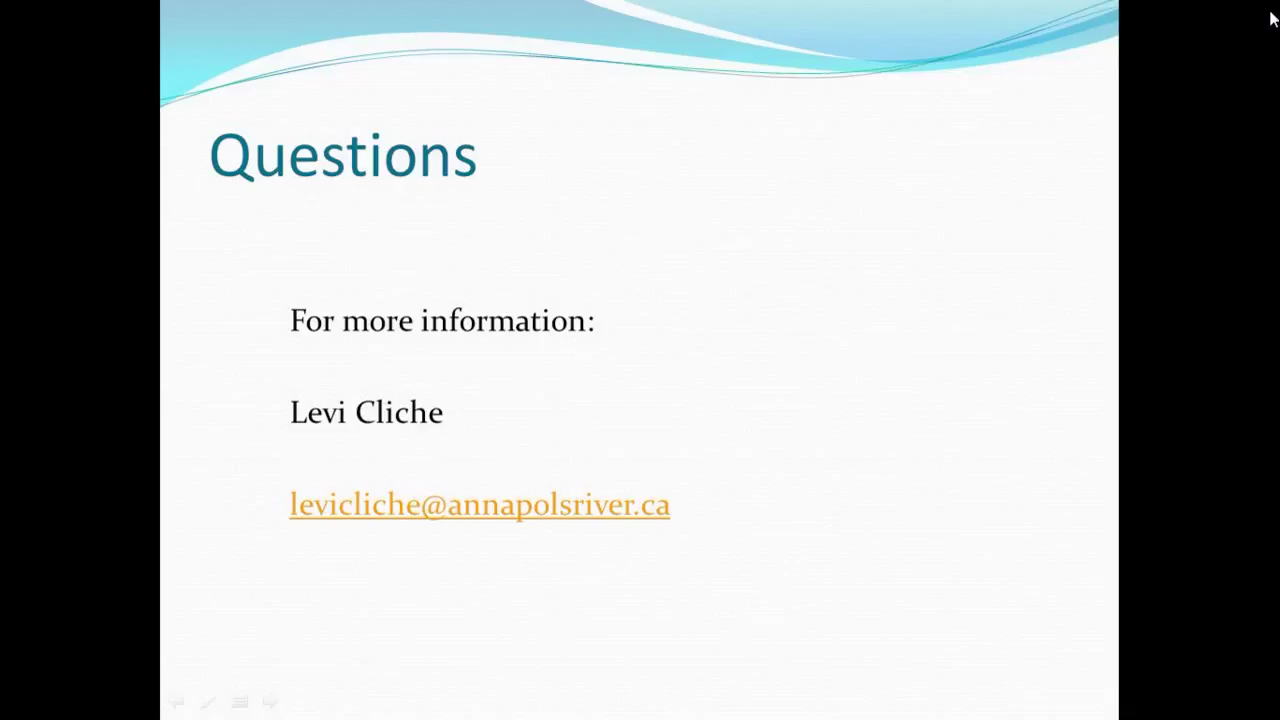 Questions
For more information:
Levi Cliche
levicliche@annapolsriver.ca